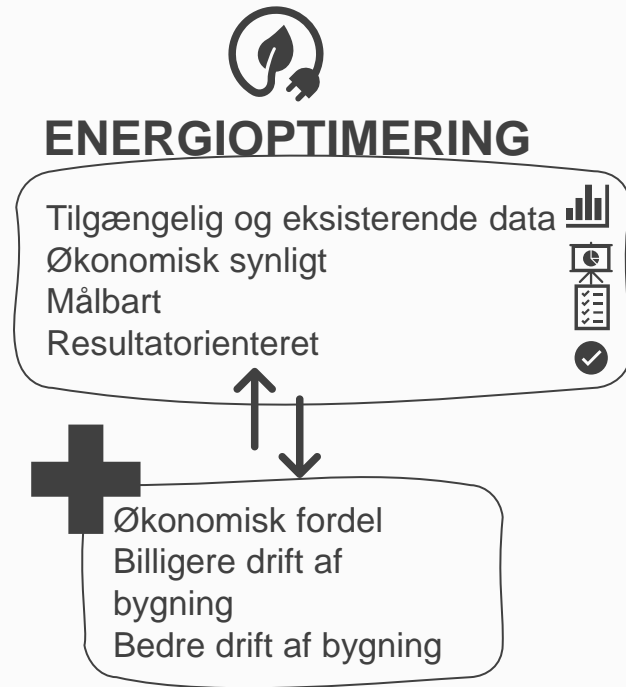 ENERGIOPTIMERING
Tilgængelig og eksisterende data
Økonomisk synligt
Målbart
Resultatorienteret
Økonomisk fordel
Billigere drift af
bygning
Bedre drift af bygning